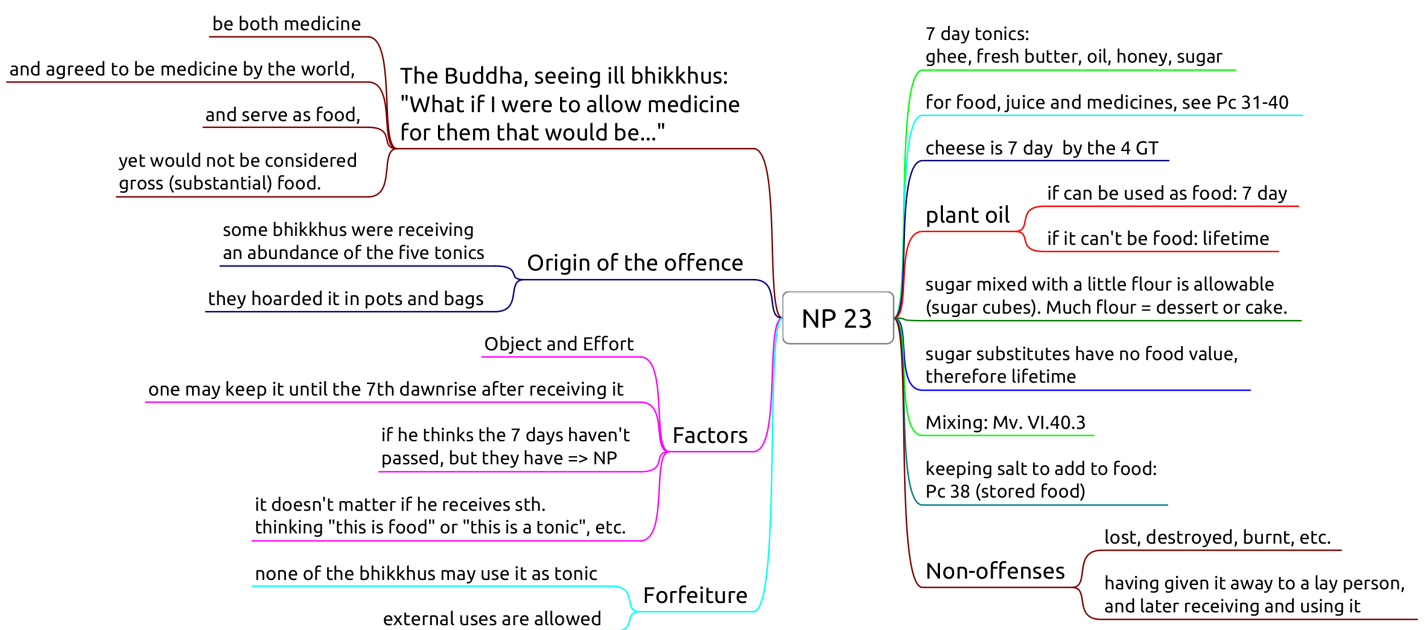 be both medicine
and agreed to be medicine by the world,
and serve as food,
yet would not be considered
gross (substantial) food.
The Buddha, seeing ill bhikkhus:
"What if I were to allow medicine
for them that would be..."
some bhikkhus were receiving
an abundance of the five tonics
they hoarded it in pots and bags
Origin of the offence
Object and Effort
one may keep it until the 7th dawnrise after receiving it
if he thinks the 7 days haven't
passed, but they have => NP
it doesn't matter if he receives sth.
thinking "this is food" or "this is a tonic", etc.
Factors
none of the bhikkhus may use it as tonic
external uses are allowed
Forfeiture
NP 23
7 day tonics:
ghee, fresh butter, oil, honey, sugar
for food, juice and medicines, see Pc 31-40
cheese is 7 day  by the 4 GT
plant oil
if can be used as food: 7 day
if it can't be food: lifetime
sugar mixed with a little flour is allowable
(sugar cubes). Much flour = dessert or cake.
sugar substitutes have no food value,
therefore lifetime
Mixing: Mv. VI.40.3
keeping salt to add to food:
Pc 38 (stored food)
Non-offenses
lost, destroyed, burnt, etc.
having given it away to a lay person,
and later receiving and using it